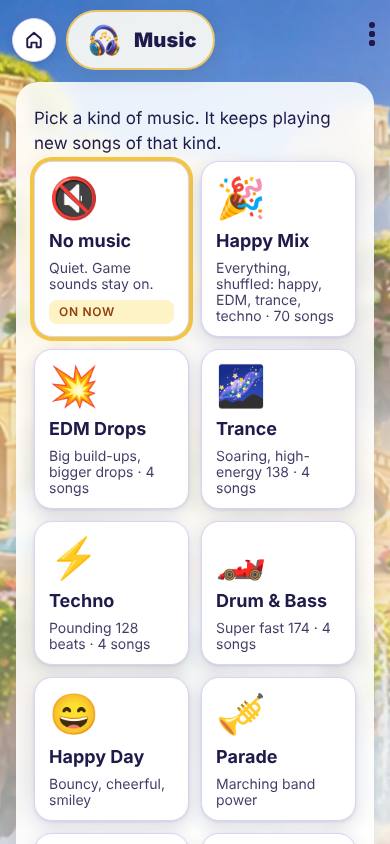 Music
Pick a kind of music. It keeps playing
new songs of that kind.
No music
Quiet. Game
sounds stay on.
ON NOW
Happy Mix
Everything,
shuffled: happy,
EDM, trance,
techno · 70 songs
EDM Drops
Big build-ups,
bigger drops · 4
songs
Trance
Soaring, high-
energy 138 · 4
songs
Techno
Pounding 128
beats · 4 songs
Drum & Bass
Super fast 174 · 4
songs
Happy Day
Bouncy, cheerful,
smiley
Parade
Marching band
power